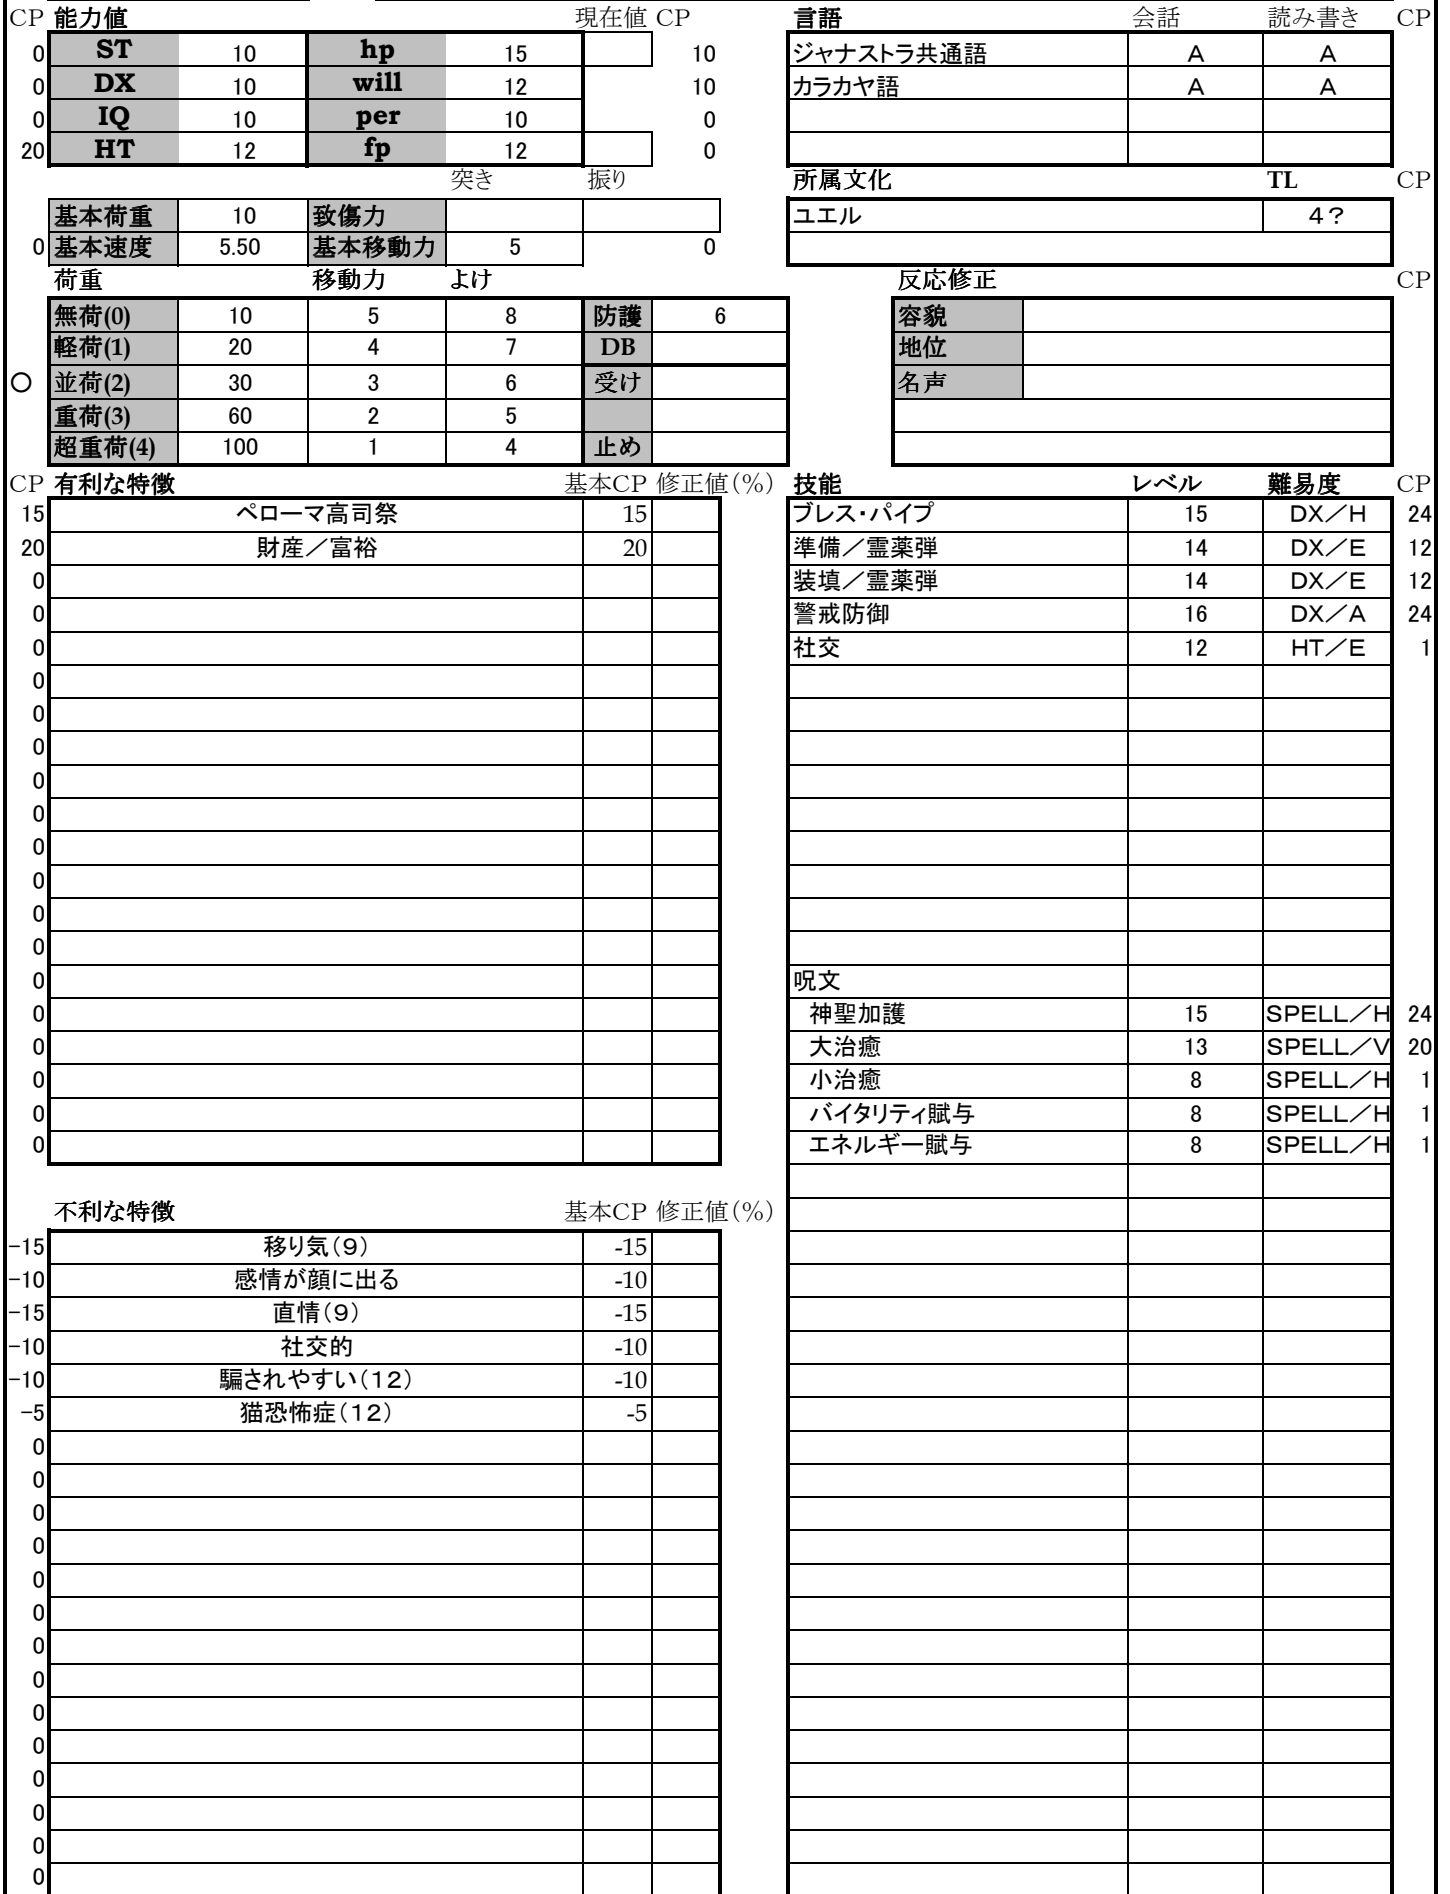 CP 能力値 現在値 CP 言語 会話 読み書き CP
0 ST 10 hp 15 10 ジャナストラ共通語 A A
0 DX 10 will 12 10 カラカヤ語 A A
0 IQ 10 per 10 0
20 HT 12 fp 12 0
突き 振り 所属文化 TL CP
基本荷重 10 致傷力 ユエル 4?
0 基本速度 5.50 基本移動力 5 0
荷重 移動力 よけ 反応修正 CP
無荷(0) 10 5 8 防護 6 容貌
軽荷(1) 20 4 7 DB 地位
○ 並荷(2) 30 3 6 受け 名声
重荷(3) 60 2 5
超重荷(4) 100 1 4 止め
CP 有利な特徴 基本CP 修正値(%) 技能 レベル 難易度 CP
15 ペローマ高司祭 15 ブレス・パイプ 15 DX/H 24
20 財産/富裕 20 準備/霊薬弾 14 DX/E 12
0 装填/霊薬弾 14 DX/E 12
0 警戒防御 16 DX/A 24
0 社交 12 HT/E 1
0
0
0
0
0
0
0
0
0
0 呪文
0 神聖加護 15 SPELL/H 24
0 大治癒 13 SPELL/V 20
0 小治癒 8 SPELL/H 1
0 バイタリティ賦与 8 SPELL/H 1
0 エネルギー賦与 8 SPELL/H 1
不利な特徴 基本CP 修正値(%)
-15 移り気(9) -15
-10 感情が顔に出る -10
-15 直情(9) -15
-10 社交的 -10
-10 騙されやすい(12) -10
-5 猫恐怖症(12) -5
0
0
0
0
0
0
0
0
0
0
0
0
0
0